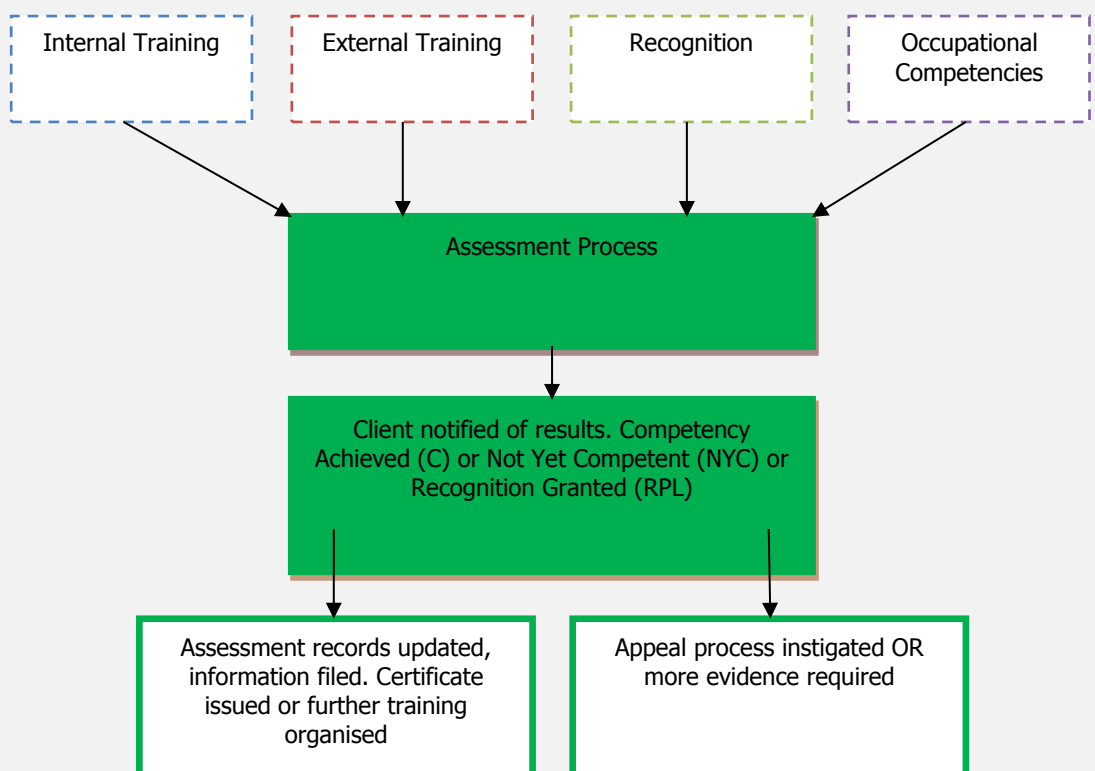 Internal Training
External Training
Recognition
Occupational
Competencies
Assessment Process
Client notified of results. Competency
Achieved (C) or Not Yet Competent (NYC) or
Recognition Granted (RPL)
Assessment records updated,
information filed. Certificate
issued or further training
organised
Appeal process instigated OR
more evidence required